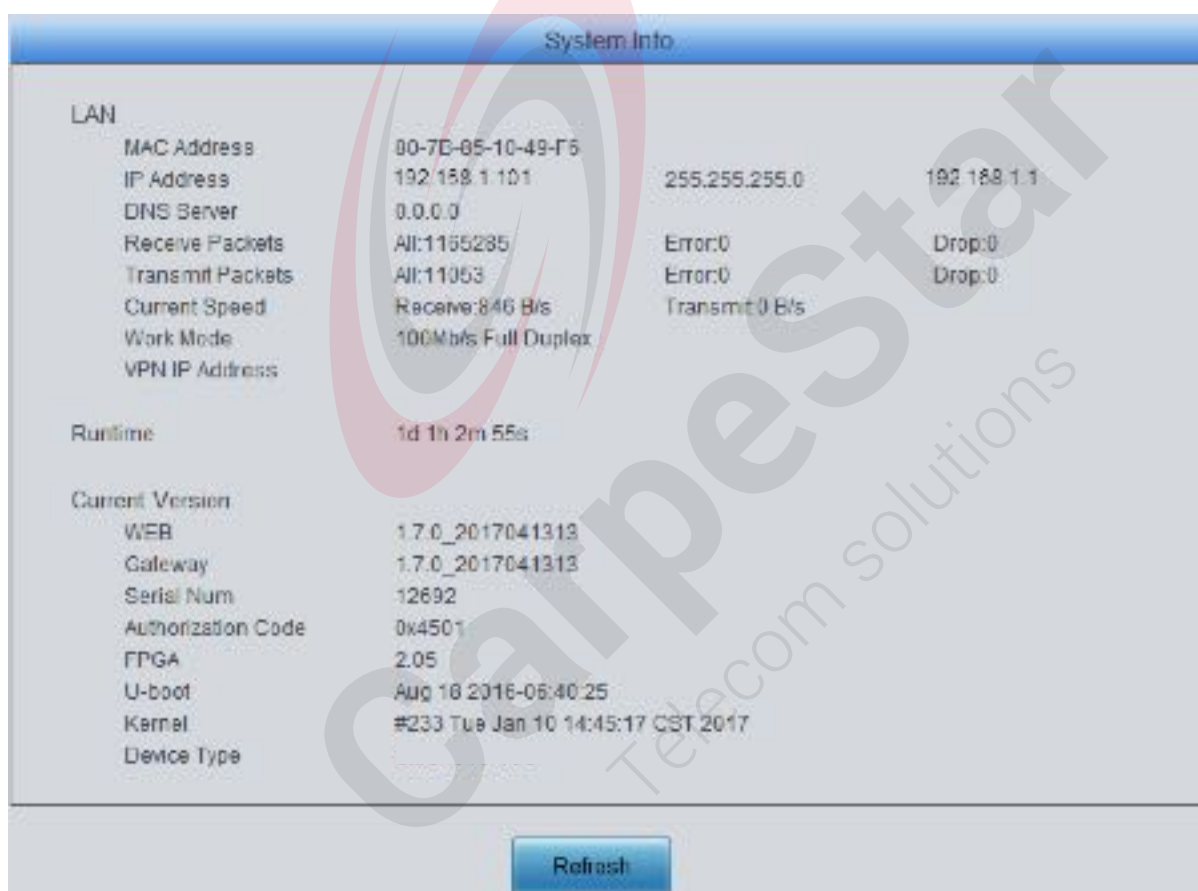 System Info
LAN
MAC Address 00-7B-85-10-49-F6
IP Address 192.168.1.101 255.255.255.0 192.168.1.1
DNS Server 0.0.0.0
Receive Packets All:1165285 Error:0 Drop:0
Transmit Packets All:11053 Error:0 Drop:0
Current Speed Receive:846 B/s Transmit:0 B/s
Work Mode 100Mb/s Full Duplex
VPN IP Address
Runtime 1d 1h 2m 55s
Current Version
WEB 1.7.0_2017041313
Gateway 1.7.0_2017041313
Serial Num 12692
Authorization Code 0x4501
FPGA 2.05
U-boot Aug 18 2016-06:40:25
Kernel #233 Tue Jan 10 14:45:17 CST 2017
Device Type
Refresh
CarpeStar
Telecom solutions